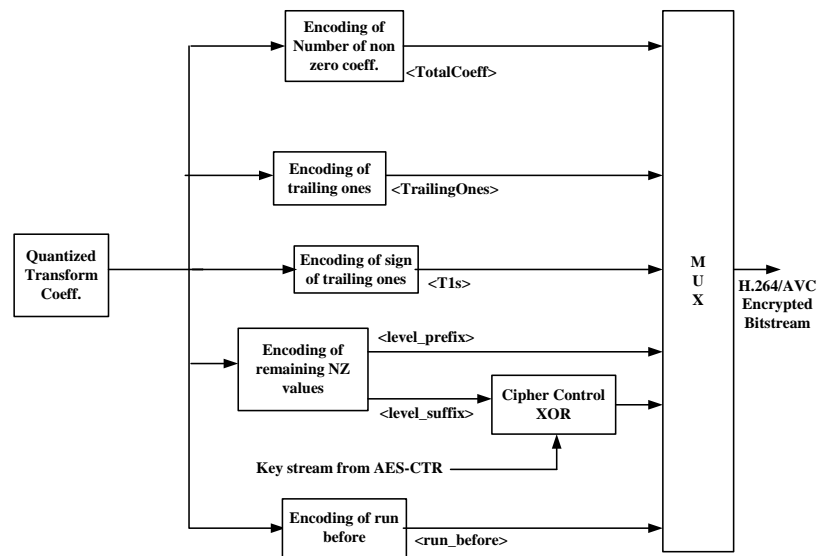 Encoding of
Number of non
zero coeff.
<TotalCoeff>
Encoding of
trailing ones
<TrailingOnes>
Quantized
Transform
Coeff.
Encoding of sign
of trailing ones
<T1s>
M
U
X
H.264/AVC
Encrypted
Bitstream
Encoding of
remaining NZ
values
<level_prefix>
<level_suffix>
Cipher Control
XOR
Key stream from AES-CTR
Encoding of run
before
<run_before>